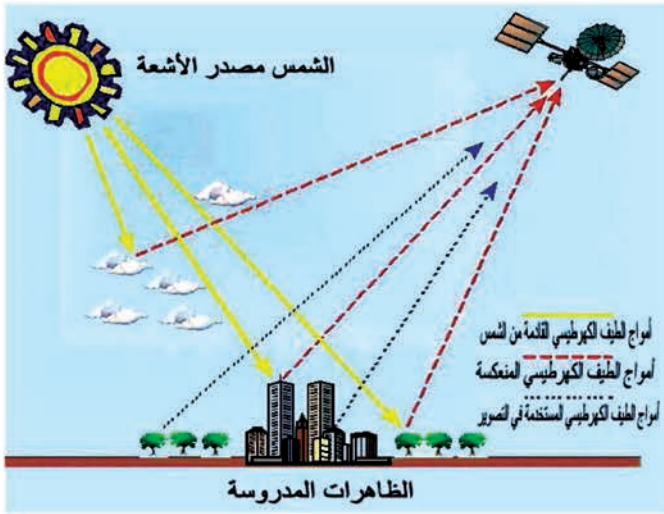 الشمس مصدر الأشعة
أمواج الطيف الكهرطيسي القادمة من الشمس
أمواج الطيف الكهرطيسي المنعكسة
أمواج الطيف الكهرطيسي المستخدمة في التصوير
الظاهرات المدروسة